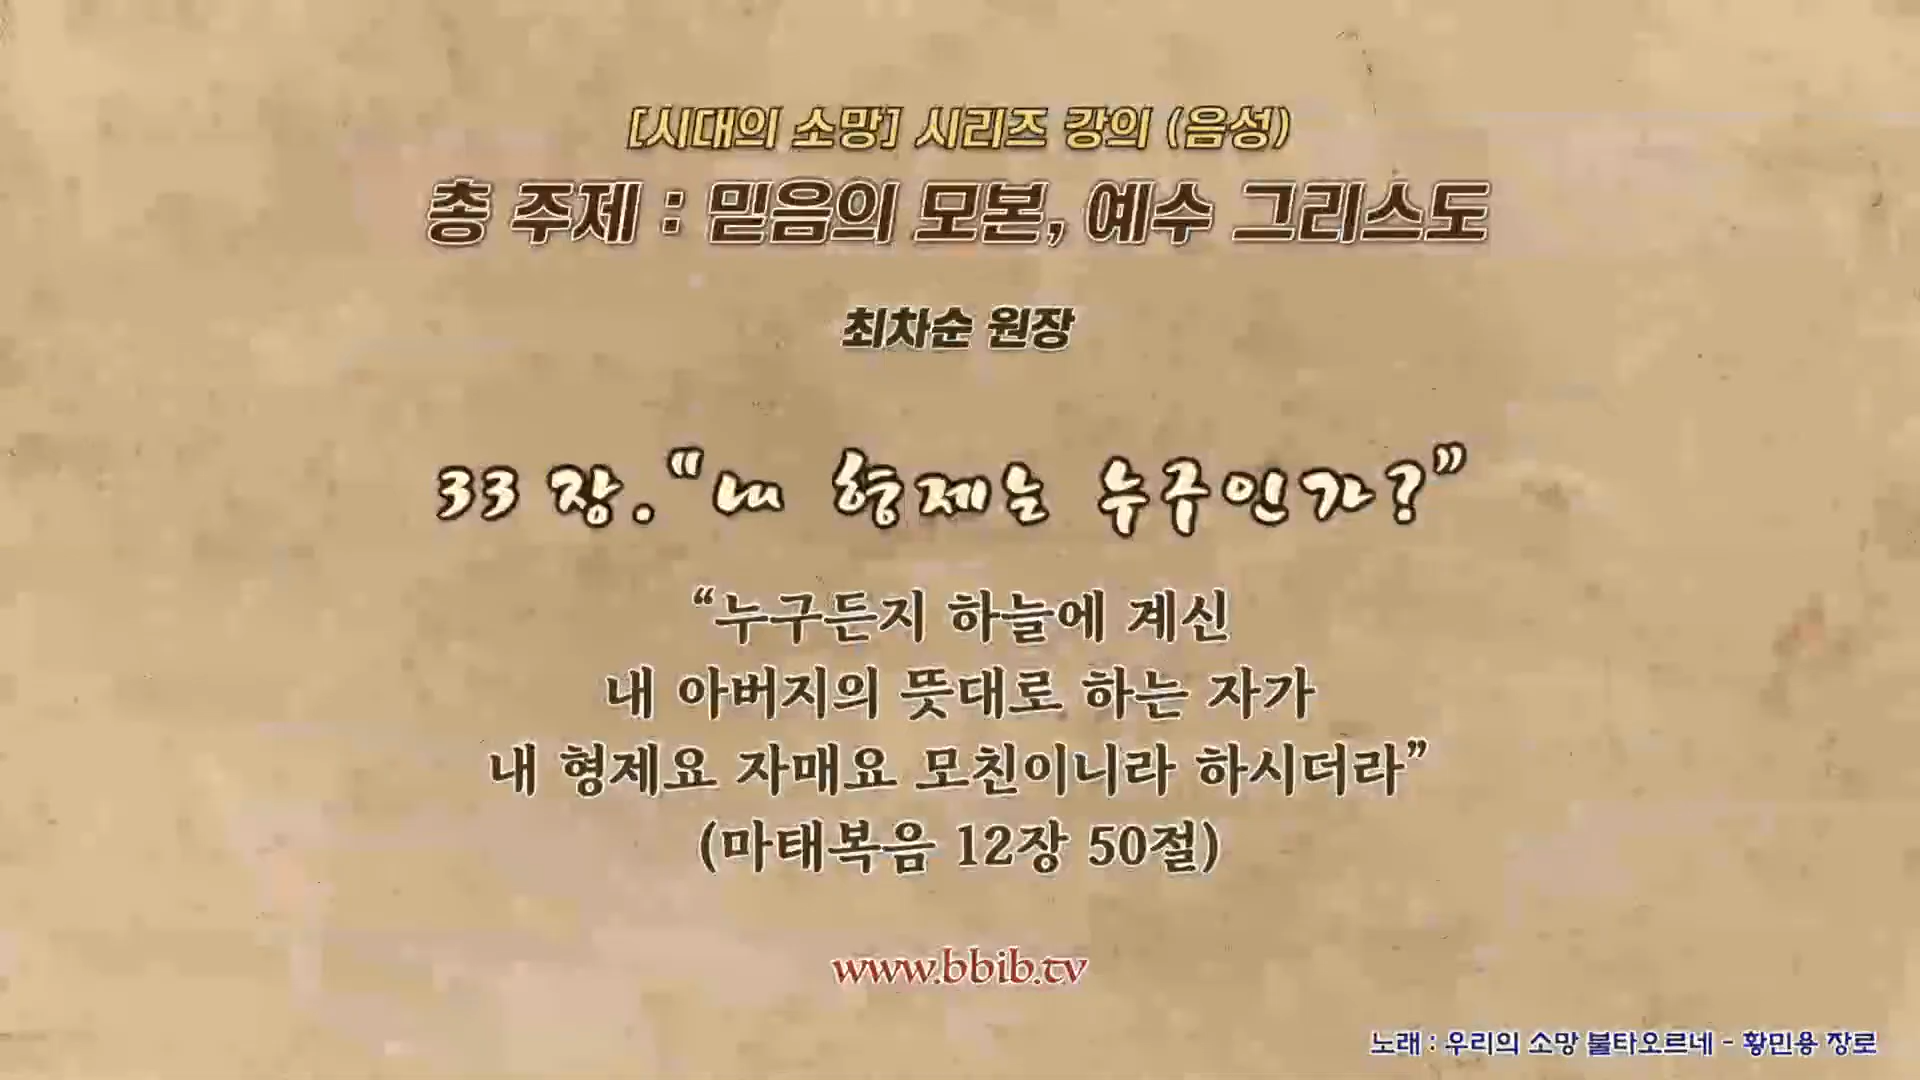 [시대의 소망] 시리즈 강의 (음성)
총 주제 : 믿음의 모본, 예수 그리스도
최차순 원장
33장. “내 형제는 누구인가?”
“누구든지 하늘에 계신
내 아버지의 뜻대로 하는 자가
내 형제요 자매요 모친이니라 하시더라”
(마태복음 12장 50절)
www.bbib.tv
노래 : 우리의 소망 불타오르네 - 황민용 장로